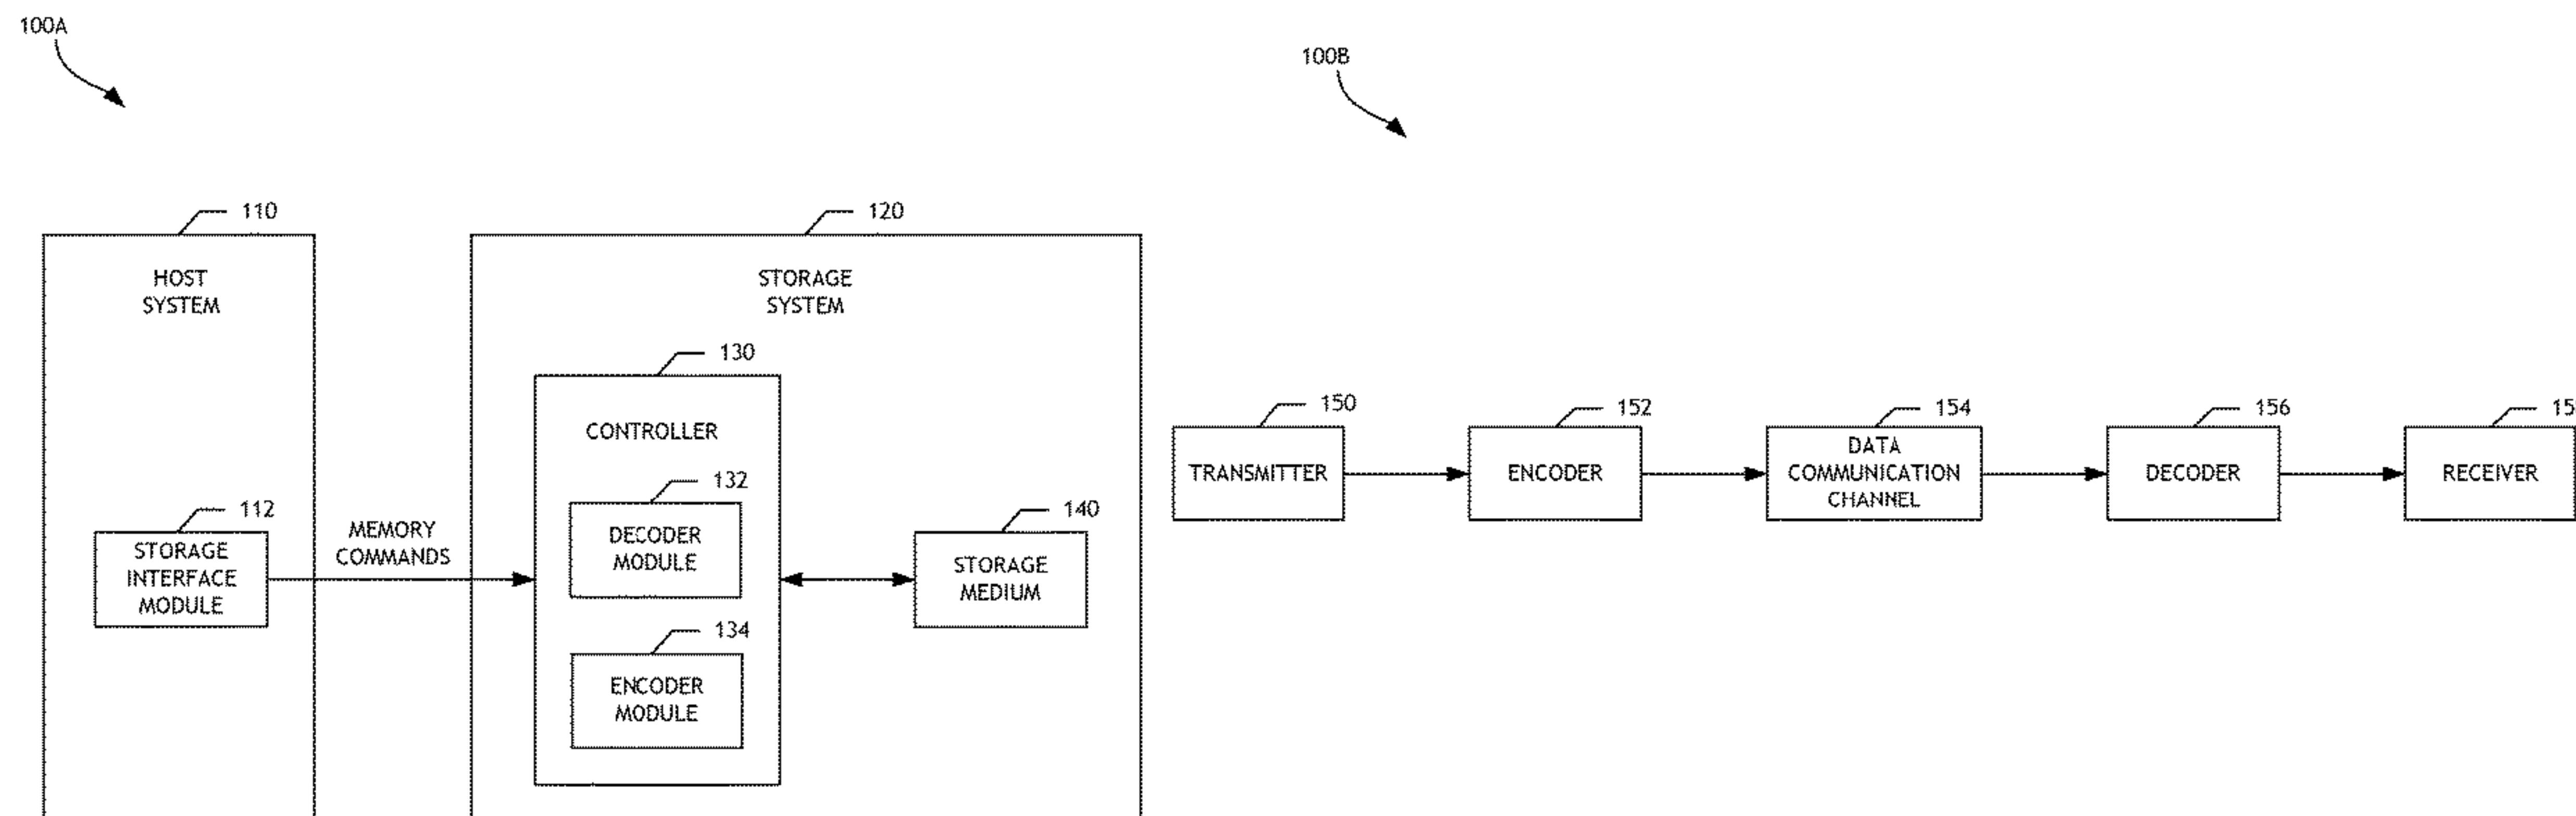 100A
100B
110
120
HOST
SYSTEM
STORAGE
SYSTEM
130
CONTROLLER
132
DECODER
MODULE
134
ENCODER
MODULE
112
STORAGE
INTERFACE
MODULE
MEMORY
COMMANDS
140
STORAGE
MEDIUM
150
TRANSMITTER
152
ENCODER
154
DATA
COMMUNICATION
CHANNEL
156
DECODER
RECEIVER